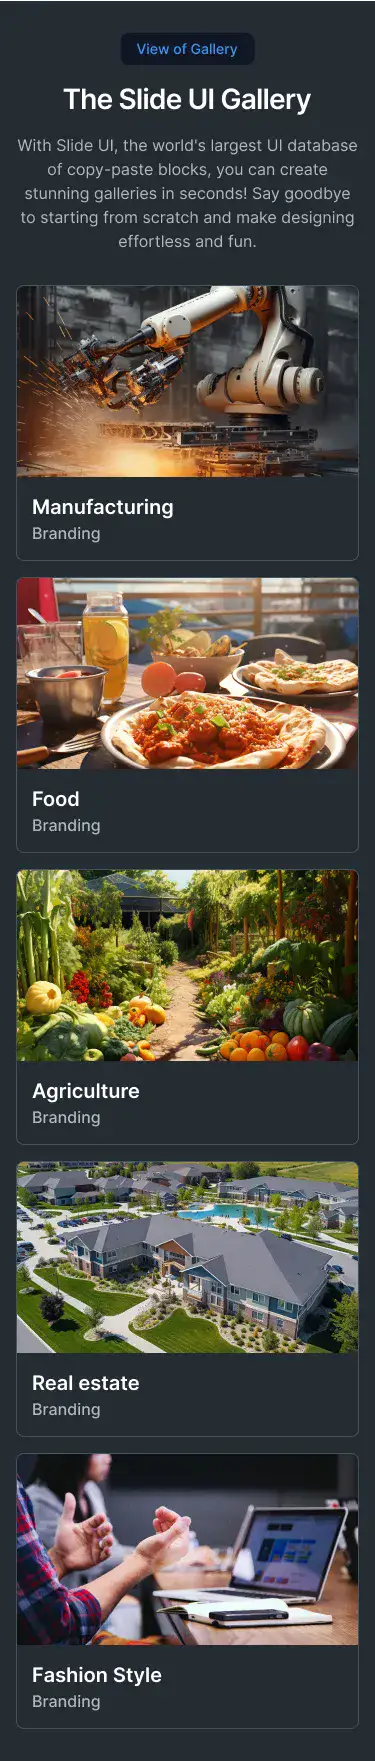 View of Gallery
The Slide UI Gallery
With Slide UI, the world's largest UI database
of copy-paste blocks, you can create
stunning galleries in seconds! Say goodbye
to starting from scratch and make designing
effortless and fun.
Manufacturing
Branding
Food
Branding
Agriculture
Branding
Real estate
Branding
Fashion Style
Branding